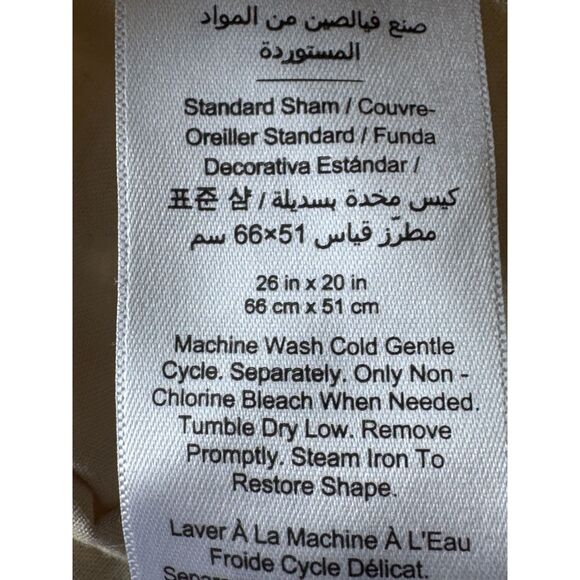 صنع فيالصين من المواد
المستوردة
Standard Sham / Couvre-
Oreiller Standard / Funda
Decorativa Estándar /
표준 샴 / كيس مخدة بسديلة
مطرّز قياس 51×66 سم
26 in x 20 in
66 cm x 51 cm
Machine Wash Cold Gentle
Cycle. Separately. Only Non -
Chlorine Bleach When Needed.
Tumble Dry Low. Remove
Promptly. Steam Iron To
Restore Shape.
Laver À La Machine À L'Eau
Froide Cycle Délicat.